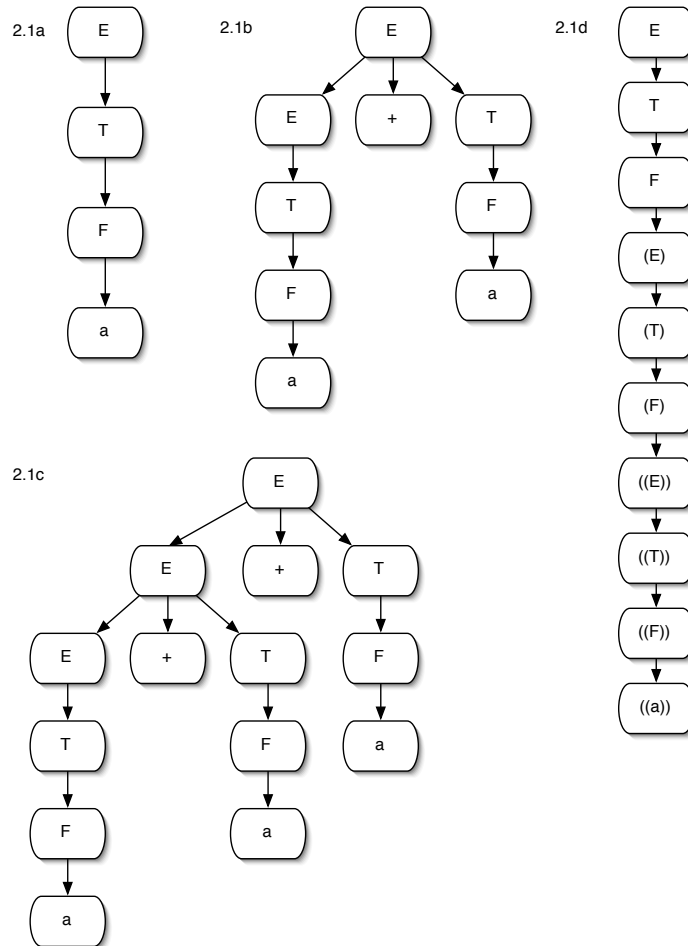 2.1a
E
T
F
a
2.1b
E
E + T
T F
F a
a
2.1c
E
E + T
E + T F
T F a
F a
a
2.1d
E
T
F
(E)
(T)
(F)
((E))
((T))
((F))
((a))